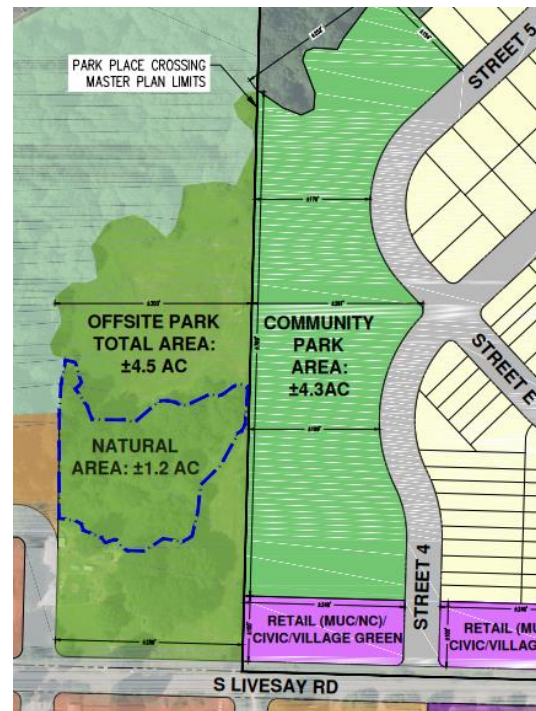 PARK PLACE CROSSING
MASTER PLAN LIMITS
STREET 5
OFFSITE PARK
TOTAL AREA:
±4.5 AC
COMMUNITY
PARK
AREA:
±4.3AC
STREET E
NATURAL
AREA: ±1.2 AC
STREET 4
RETAIL (MUC/NC)/
CIVIC/VILLAGE GREEN
RETAIL (MU
CIVIC/VILLAG
S LIVESAY RD